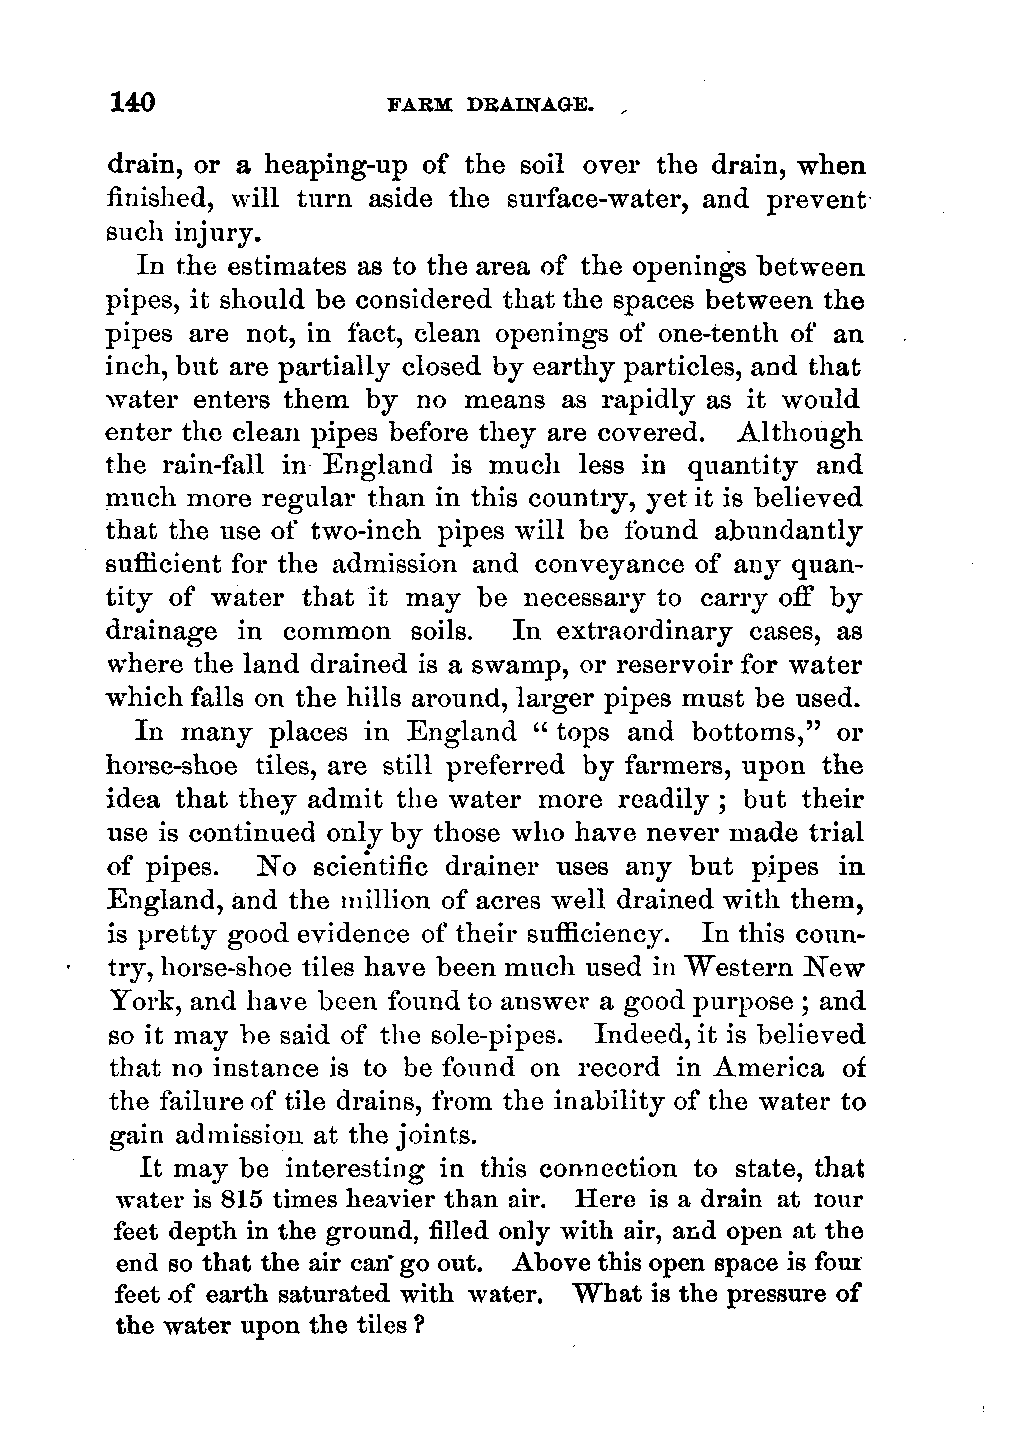 140 FARM DRAINAGE.
drain, or a heaping-up of the soil over the drain, when
finished, will turn aside the surface-water, and prevent
such injury.
In the estimates as to the area of the openings between
pipes, it should be considered that the spaces between the
pipes are not, in fact, clean openings of one-tenth of an
inch, but are partially closed by earthy particles, and that
water enters them by no means as rapidly as it would
enter the clean pipes before they are covered. Although
the rain-fall in England is much less in quantity and
much more regular than in this country, yet it is believed
that the use of two-inch pipes will be found abundantly
sufficient for the admission and conveyance of any quan-
tity of water that it may be necessary to carry off by
drainage in common soils. In extraordinary cases, as
where the land drained is a swamp, or reservoir for water
which falls on the hills around, larger pipes must be used.
In many places in England “tops and bottoms,” or
horse-shoe tiles, are still preferred by farmers, upon the
idea that they admit the water more readily ; but their
use is continued only by those who have never made trial
of pipes. No scientific drainer uses any but pipes in
England, and the million of acres well drained with them,
is pretty good evidence of their sufficiency. In this coun-
try, horse-shoe tiles have been much used in Western New
York, and have been found to answer a good purpose ; and
so it may be said of the sole-pipes. Indeed, it is believed
that no instance is to be found on record in America of
the failure of tile drains, from the inability of the water to
gain admission at the joints.
It may be interesting in this connection to state, that
water is 815 times heavier than air. Here is a drain at four
feet depth in the ground, filled only with air, and open at the
end so that the air can go out. Above this open space is four
feet of earth saturated with water. What is the pressure of
the water upon the tiles ?